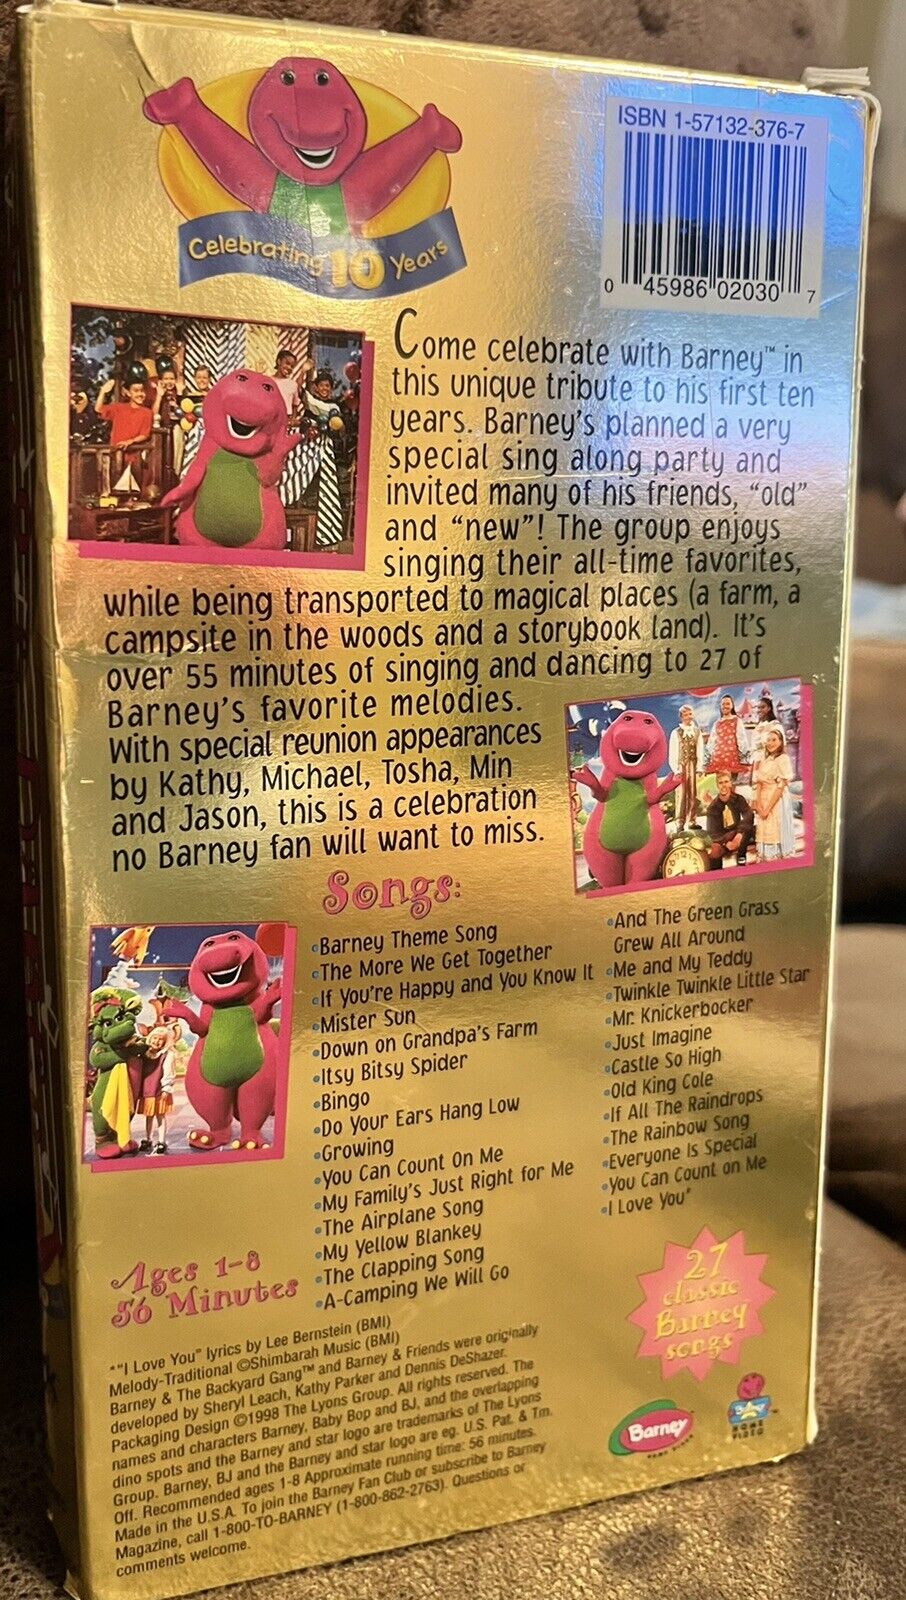 Celebrating 10 Years
ISBN 1-57132-376-7
0 45986 02030 7
Come celebrate with Barney™ in
this unique tribute to his first ten
years. Barney's planned a very
special sing along party and
invited many of his friends, "old"
and "new"! The group enjoys
singing their all-time favorites,
while being transported to magical places (a farm, a
campsite in the woods and a storybook land). It's
over 55 minutes of singing and dancing to 27 of
Barney's favorite melodies.
With special reunion appearances
by Kathy, Michael, Tosha, Min
and Jason, this is a celebration
no Barney fan will want to miss.
Songs:
•Barney Theme Song
•The More We Get Together
•If You're Happy and You Know It
•Mister Sun
•Down on Grandpa's Farm
•Itsy Bitsy Spider
•Bingo
•Do Your Ears Hang Low
•Growing
•You Can Count On Me
•My Family's Just Right for Me
•The Airplane Song
•My Yellow Blankey
•The Clapping Song
•A-Camping We Will Go
•And The Green Grass
Grew All Around
•Me and My Teddy
•Twinkle Twinkle Little Star
•Mr. Knickerbocker
•Just Imagine
•Castle So High
•Old King Cole
•If All The Raindrops
•The Rainbow Song
•Everyone Is Special
•You Can Count on Me
•I Love You*
Ages 1-8
56 Minutes
27
classic
Barney
songs
*"I Love You" lyrics by Lee Bernstein (BMI)
Melody-Traditional ©Shimbarah Music (BMI)
Barney & The Backyard Gang™ and Barney & Friends were originally
developed by Sheryl Leach, Kathy Parker and Dennis DeShazer.
Packaging Design ©1998 The Lyons Group. All rights reserved. The
names and characters Barney, Baby Bop and BJ, and the overlapping
dino spots and the Barney and star logo are trademarks of The Lyons
Group. Barney, BJ and the Barney and star logo are eg. U.S. Pat. & Tm.
Off. Recommended ages 1-8 Approximate running time: 56 minutes.
Made in the U.S.A. To join the Barney Fan Club or subscribe to Barney
Magazine, call 1-800-TO-BARNEY (1-800-862-2763). Questions or
comments welcome.
Barney
HOME VIDEO
Barney
HOME
VIDEO